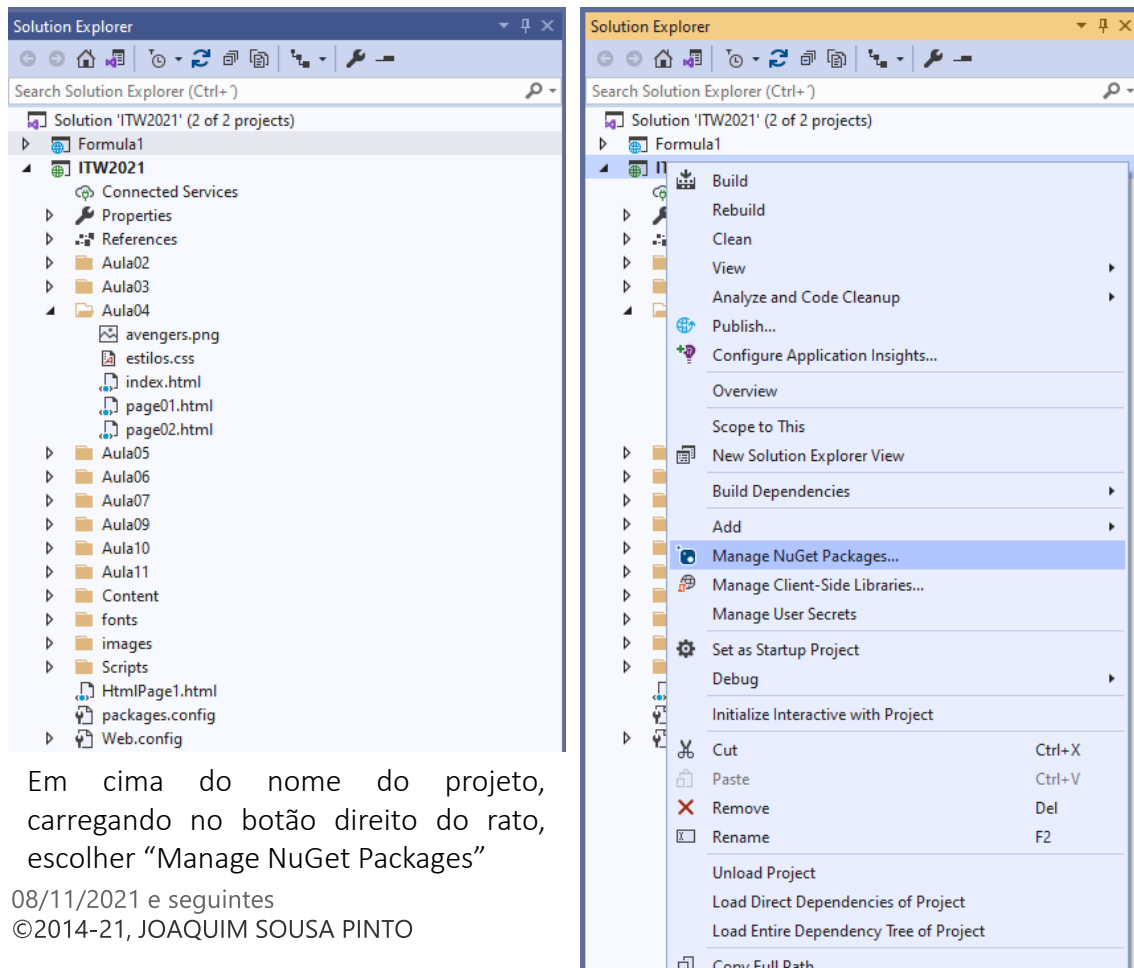 Solution Explorer
Search Solution Explorer (Ctrl+´)
Solution 'ITW2021' (2 of 2 projects)
Formula1
ITW2021
Connected Services
Properties
References
Aula02
Aula03
Aula04
avengers.png
estilos.css
index.html
page01.html
page02.html
Aula05
Aula06
Aula07
Aula09
Aula10
Aula11
Content
fonts
images
Scripts
HtmlPage1.html
packages.config
Web.config
Em cima do nome do projeto,
carregando no botão direito do rato,
escolher “Manage NuGet Packages”
08/11/2021 e seguintes
©2014-21, JOAQUIM SOUSA PINTO
Solution Explorer
Search Solution Explorer (Ctrl+´)
Solution 'ITW2021' (2 of 2 projects)
Formula1
Build
Rebuild
Clean
View
Analyze and Code Cleanup
Publish...
Configure Application Insights...
Overview
Scope to This
New Solution Explorer View
Build Dependencies
Add
Manage NuGet Packages...
Manage Client-Side Libraries...
Manage User Secrets
Set as Startup Project
Debug
Initialize Interactive with Project
Cut Ctrl+X
Paste Ctrl+V
Remove Del
Rename F2
Unload Project
Load Direct Dependencies of Project
Load Entire Dependency Tree of Project
Copy Full Path